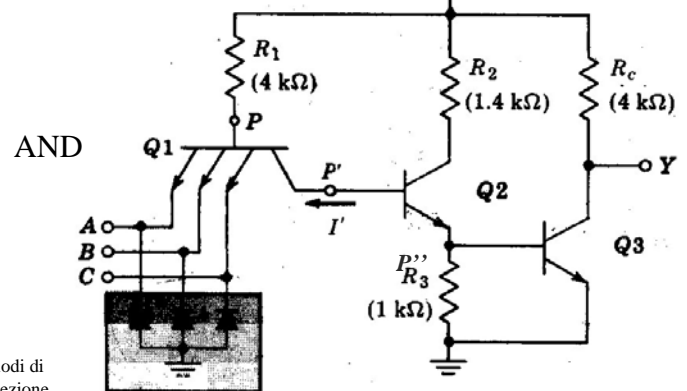 R1
(4 kΩ)
R2
(1.4 kΩ)
Rc
(4 kΩ)
P
AND
Q1
P'
Y
I'
Q2
A
B
C
Q3
P''
R3
(1 kΩ)
odi di
ezione